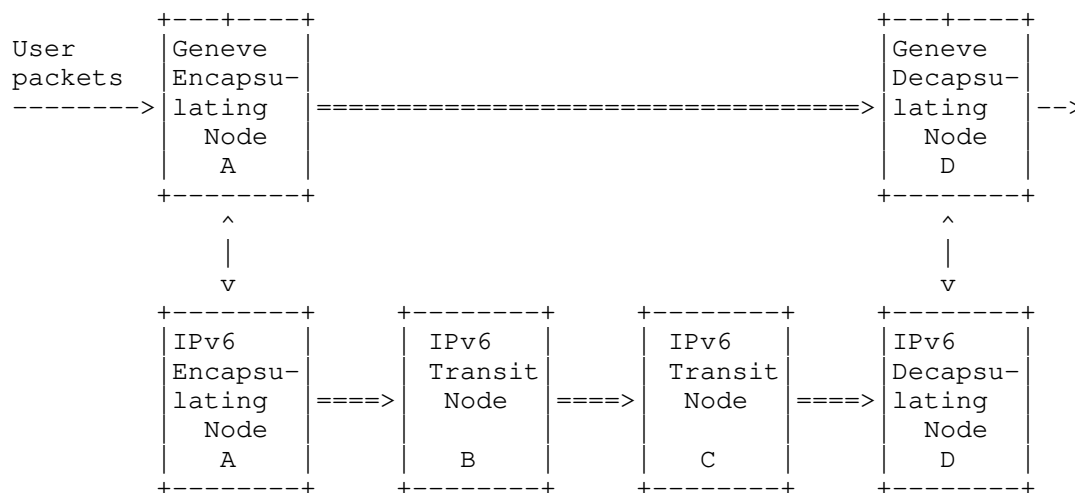 +---+----+                                   +---+----+
User     |Geneve  |                                   |Geneve  |
packets  |Encapsu-|                                   |Decapsu-|
-------->|lating  |==================================>|lating  |-->
         |  Node  |                                   |  Node  |
         |   A    |                                   |   D    |
         +--------+                                   +--------+
             ^                                            ^
             |                                            |
             v                                            v
         +--------+     +--------+     +--------+     +--------+
         |IPv6    |     | IPv6   |     | IPv6   |     |IPv6    |
         |Encapsu-|     | Transit|     | Transit|     |Decapsu-|
         |lating  |====>|  Node  |====>|  Node  |====>|lating  |
         |  Node  |     |        |     |        |     |  Node  |
         |   A    |     |   B    |     |   C    |     |   D    |
         +--------+     +--------+     +--------+     +--------+